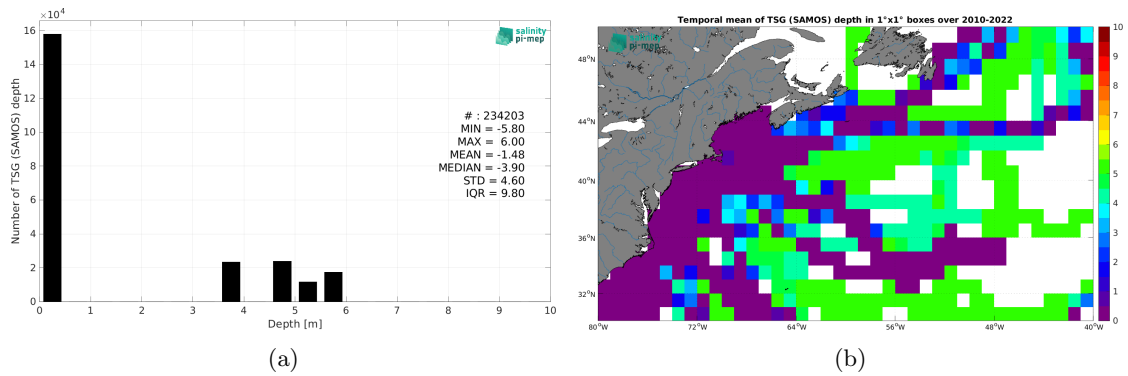 ×10⁴
16
14
12
10
8
6
4
2
0
Number of TSG (SAMOS) depth
0 1 2 3 4 5 6 7 8 9 10
Depth [m]
salinity
pi-mep
# : 234203
MIN = -5.80
MAX = 6.00
MEAN = -1.48
MEDIAN = -3.90
STD = 4.60
IQR = 9.80
(a)
Temporal mean of TSG (SAMOS) depth in 1°x1° boxes over 2010-2022
salinity
pi-mep
48°N
44°N
40°N
36°N
32°N
80°W 72°W 64°W 56°W 48°W 40°W
10
9
8
7
6
5
4
3
2
1
0
(b)